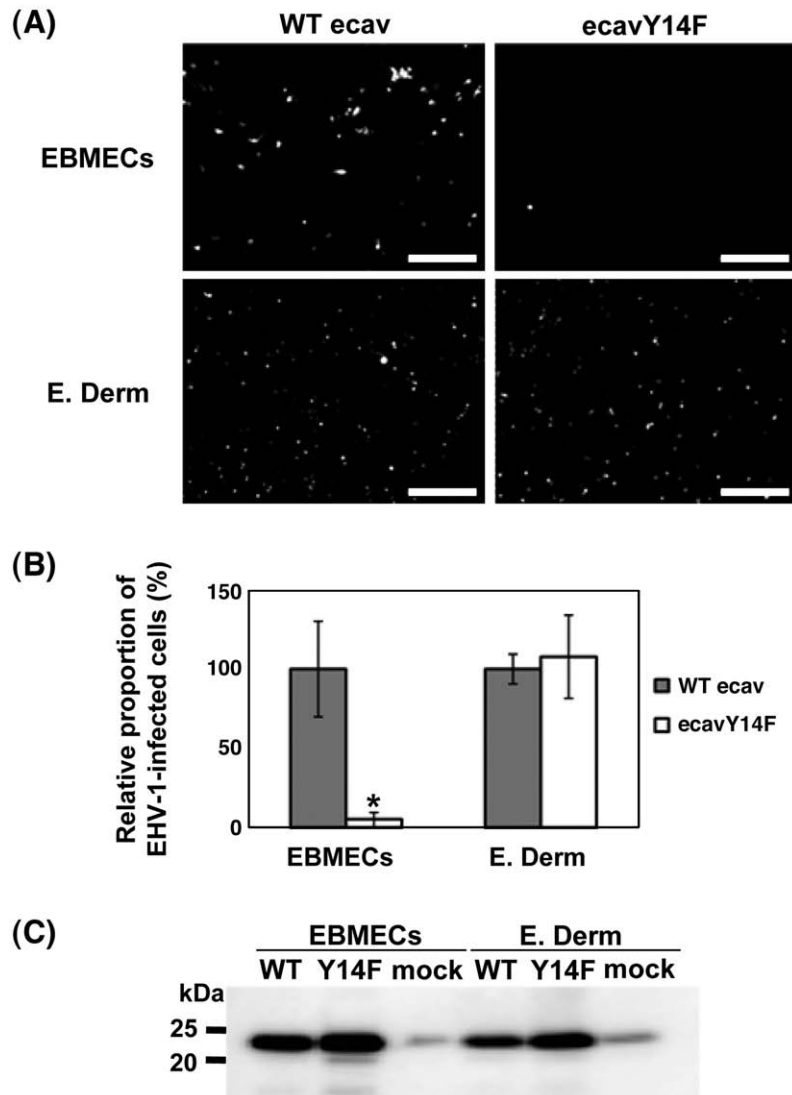 (A)
WT ecav ecavY14F
EBMECs
E. Derm
(B)
Relative proportion of
EHV-1-infected cells (%)
150
100
50
0
*
EBMECs E. Derm
WT ecav
ecavY14F
(C)
EBMECs E. Derm
WT Y14F mock WT Y14F mock
kDa
25
20